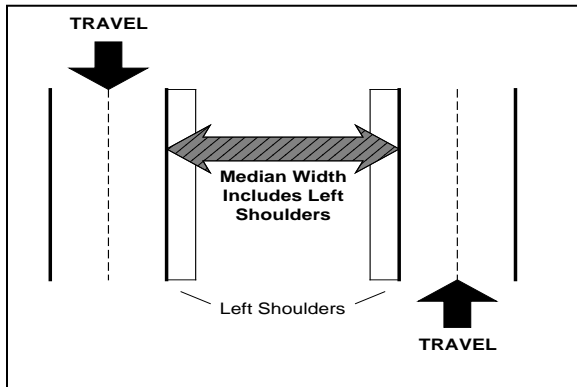 TRAVEL
Median Width
Includes Left
Shoulders
Left Shoulders
TRAVEL